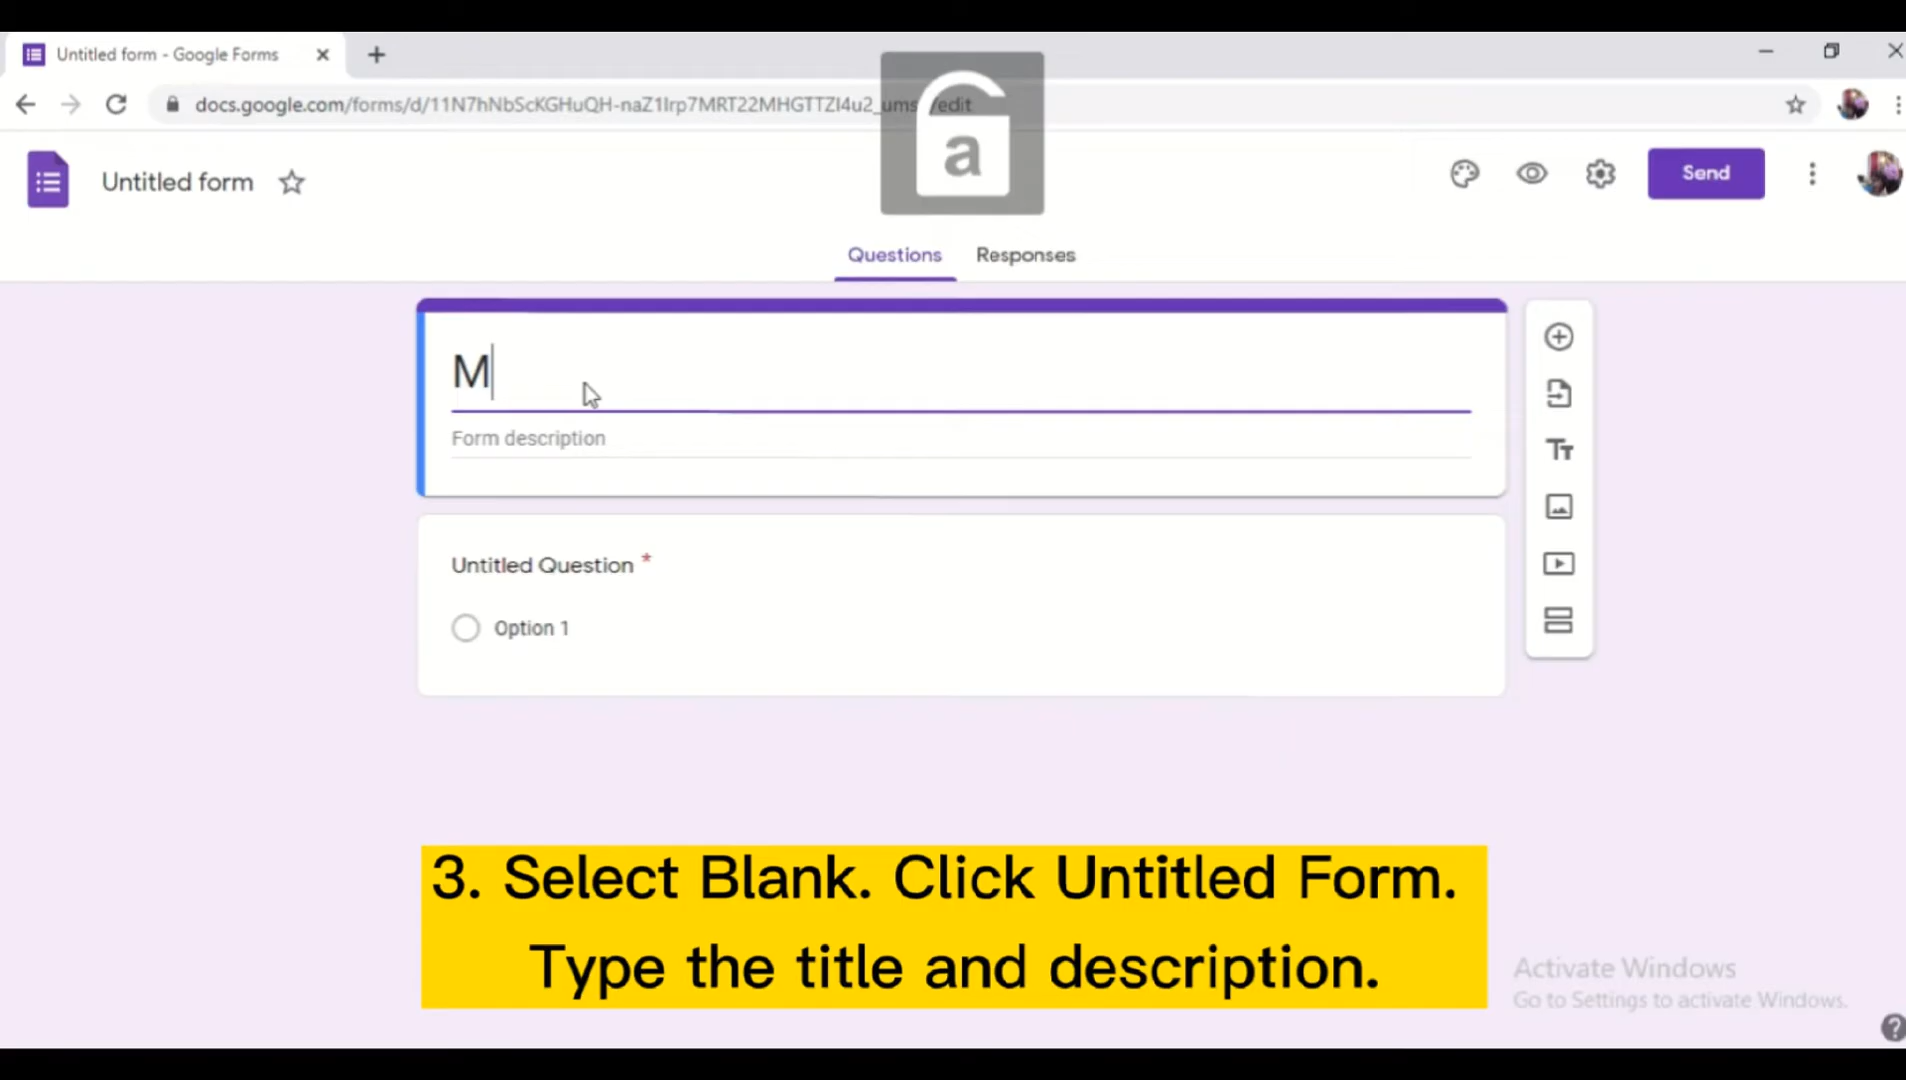 Untitled form - Google Forms
docs.google.com/forms/d/11N7hNbScKGHuQH-naZ1Irp7MRT22MHGTTZI4u2_ums /edit
a
Untitled form
Send
Questions Responses
M
Form description
Untitled Question *
Option 1
3. Select Blank. Click Untitled Form.
Type the title and description.
Activate Windows
Go to Settings to activate Windows.